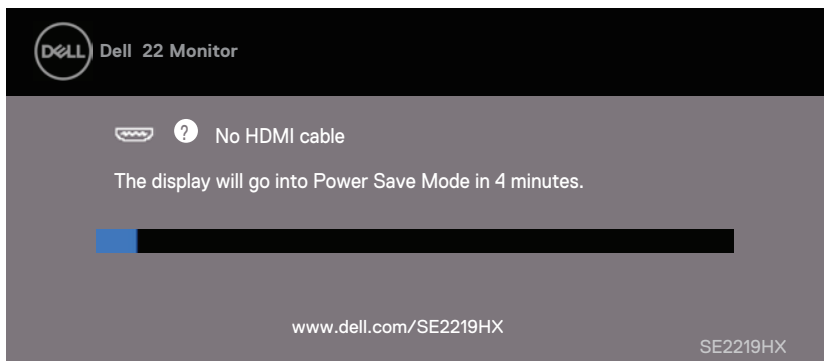 DELL Dell 22 Monitor
? No HDMI cable
The display will go into Power Save Mode in 4 minutes.
www.dell.com/SE2219HX
SE2219HX